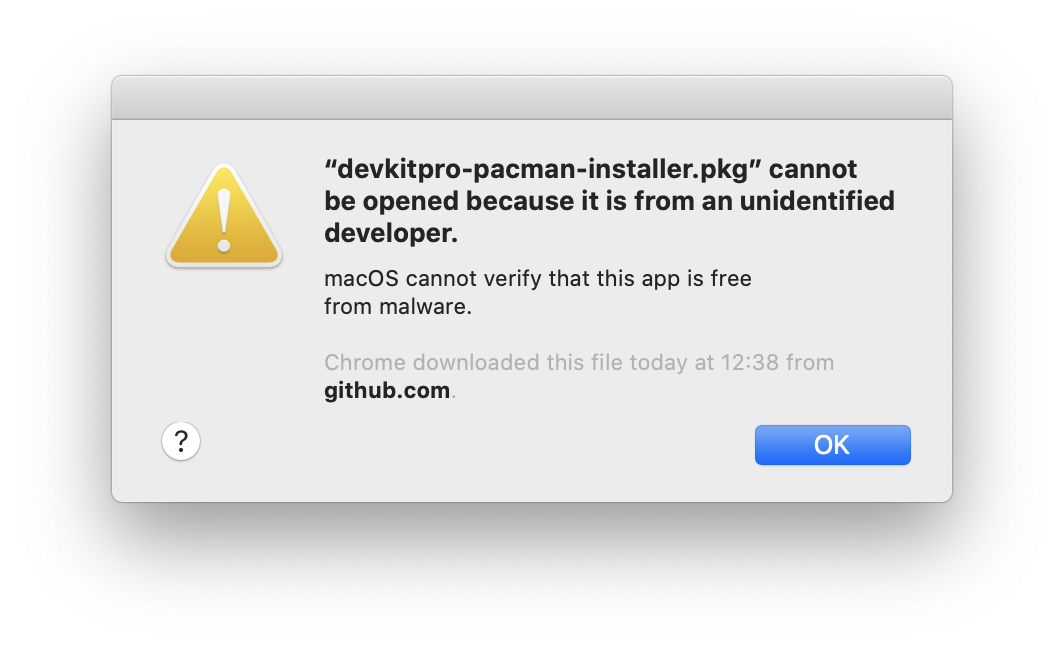 “devkitpro-pacman-installer.pkg” cannot
be opened because it is from an unidentified
developer.
macOS cannot verify that this app is free
from malware.
Chrome downloaded this file today at 12:38 from
github.com.
?
OK